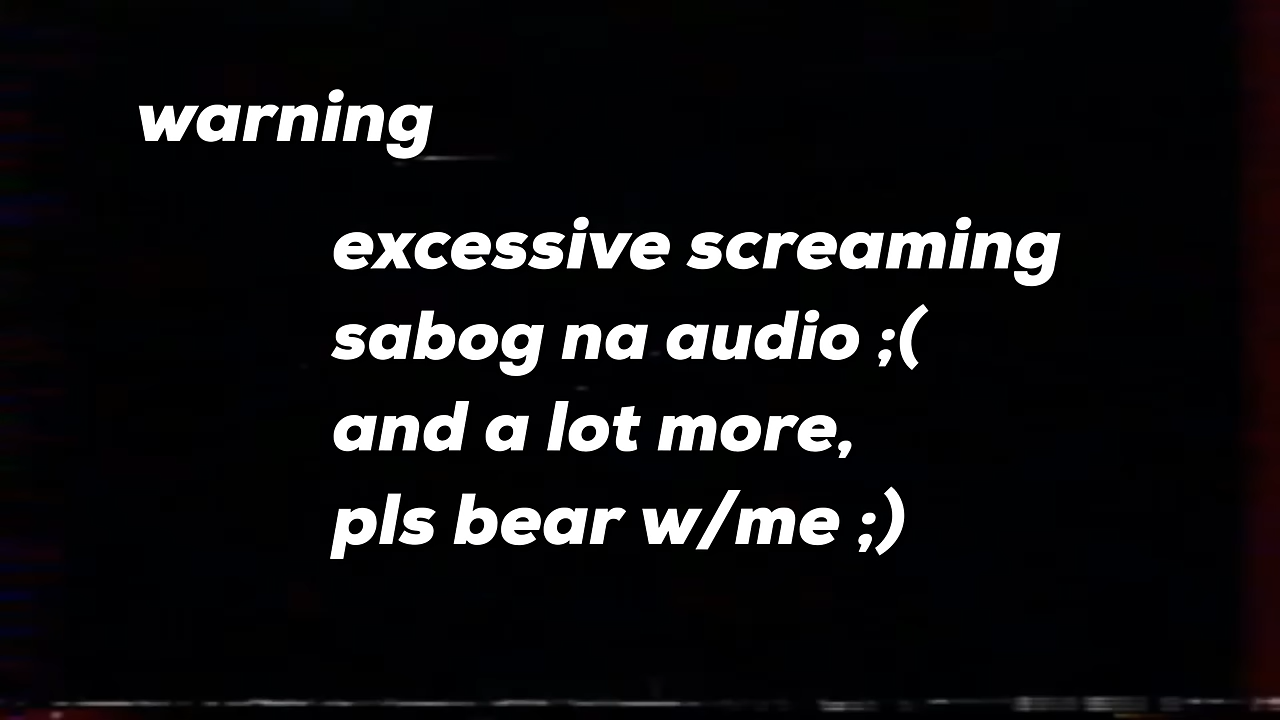 warning
excessive screaming
sabog na audio ;(
and a lot more,
pls bear w/me ;)